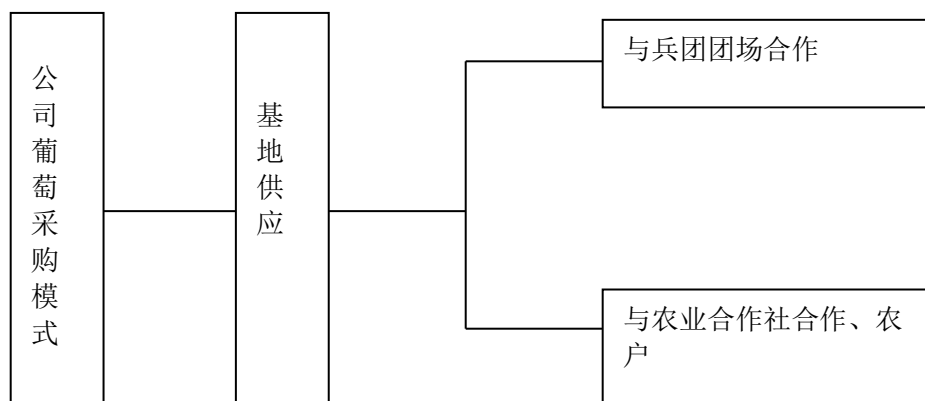 公司葡萄采购模式
基地供应
与兵团团场合作
与农业合作社合作、农
户